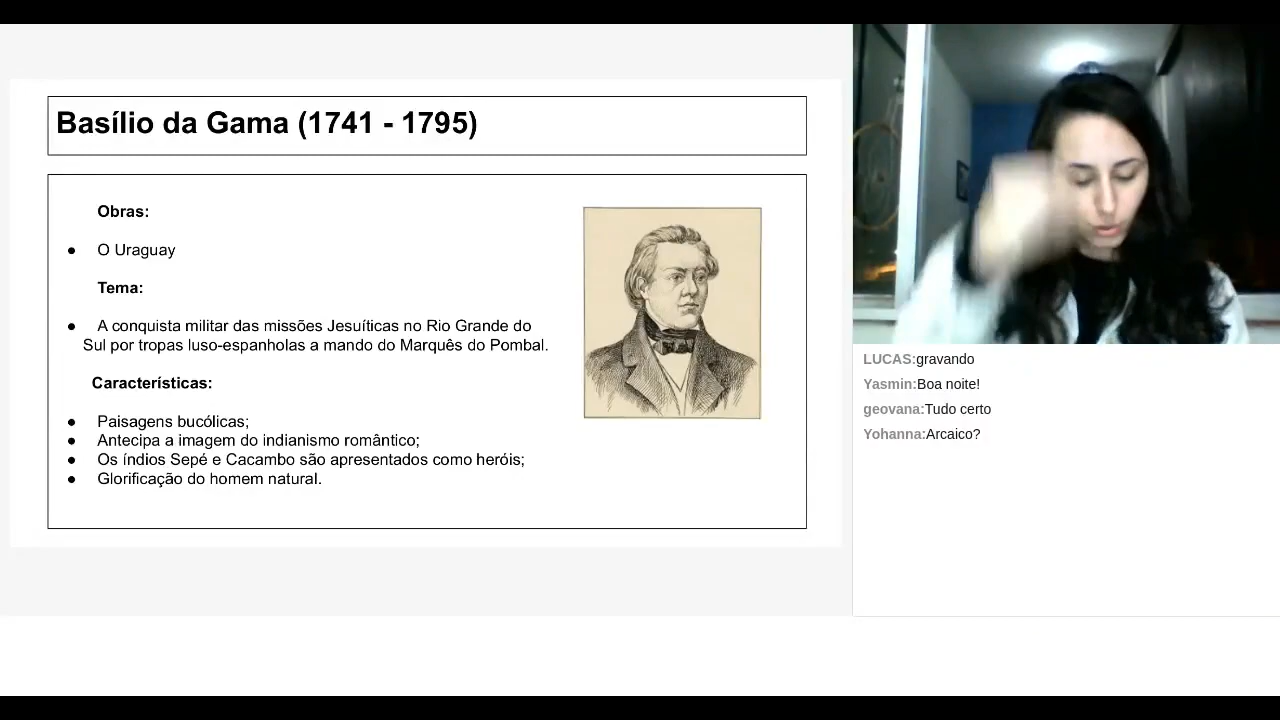 Basílio da Gama (1741 - 1795)
Obras:
● O Uraguay
Tema:
● A conquista militar das missões Jesuíticas no Rio Grande do
Sul por tropas luso-espanholas a mando do Marquês do Pombal.
Características:
● Paisagens bucólicas;
● Antecipa a imagem do indianismo romântico;
● Os índios Sepé e Cacambo são apresentados como heróis;
● Glorificação do homem natural.
LUCAS:gravando
Yasmin:Boa noite!
geovana:Tudo certo
Yohanna:Arcaico?